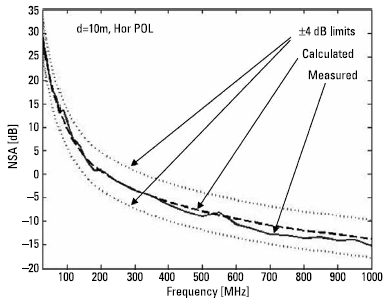 35
30
25
20
15
10
5
0
−5
−10
−15
−20
NSA [dB]
d=10m, Hor POL
±4 dB limits
Calculated
Measured
100 200 300 400 500 600 700 800 900 1000
Frequency [MHz]